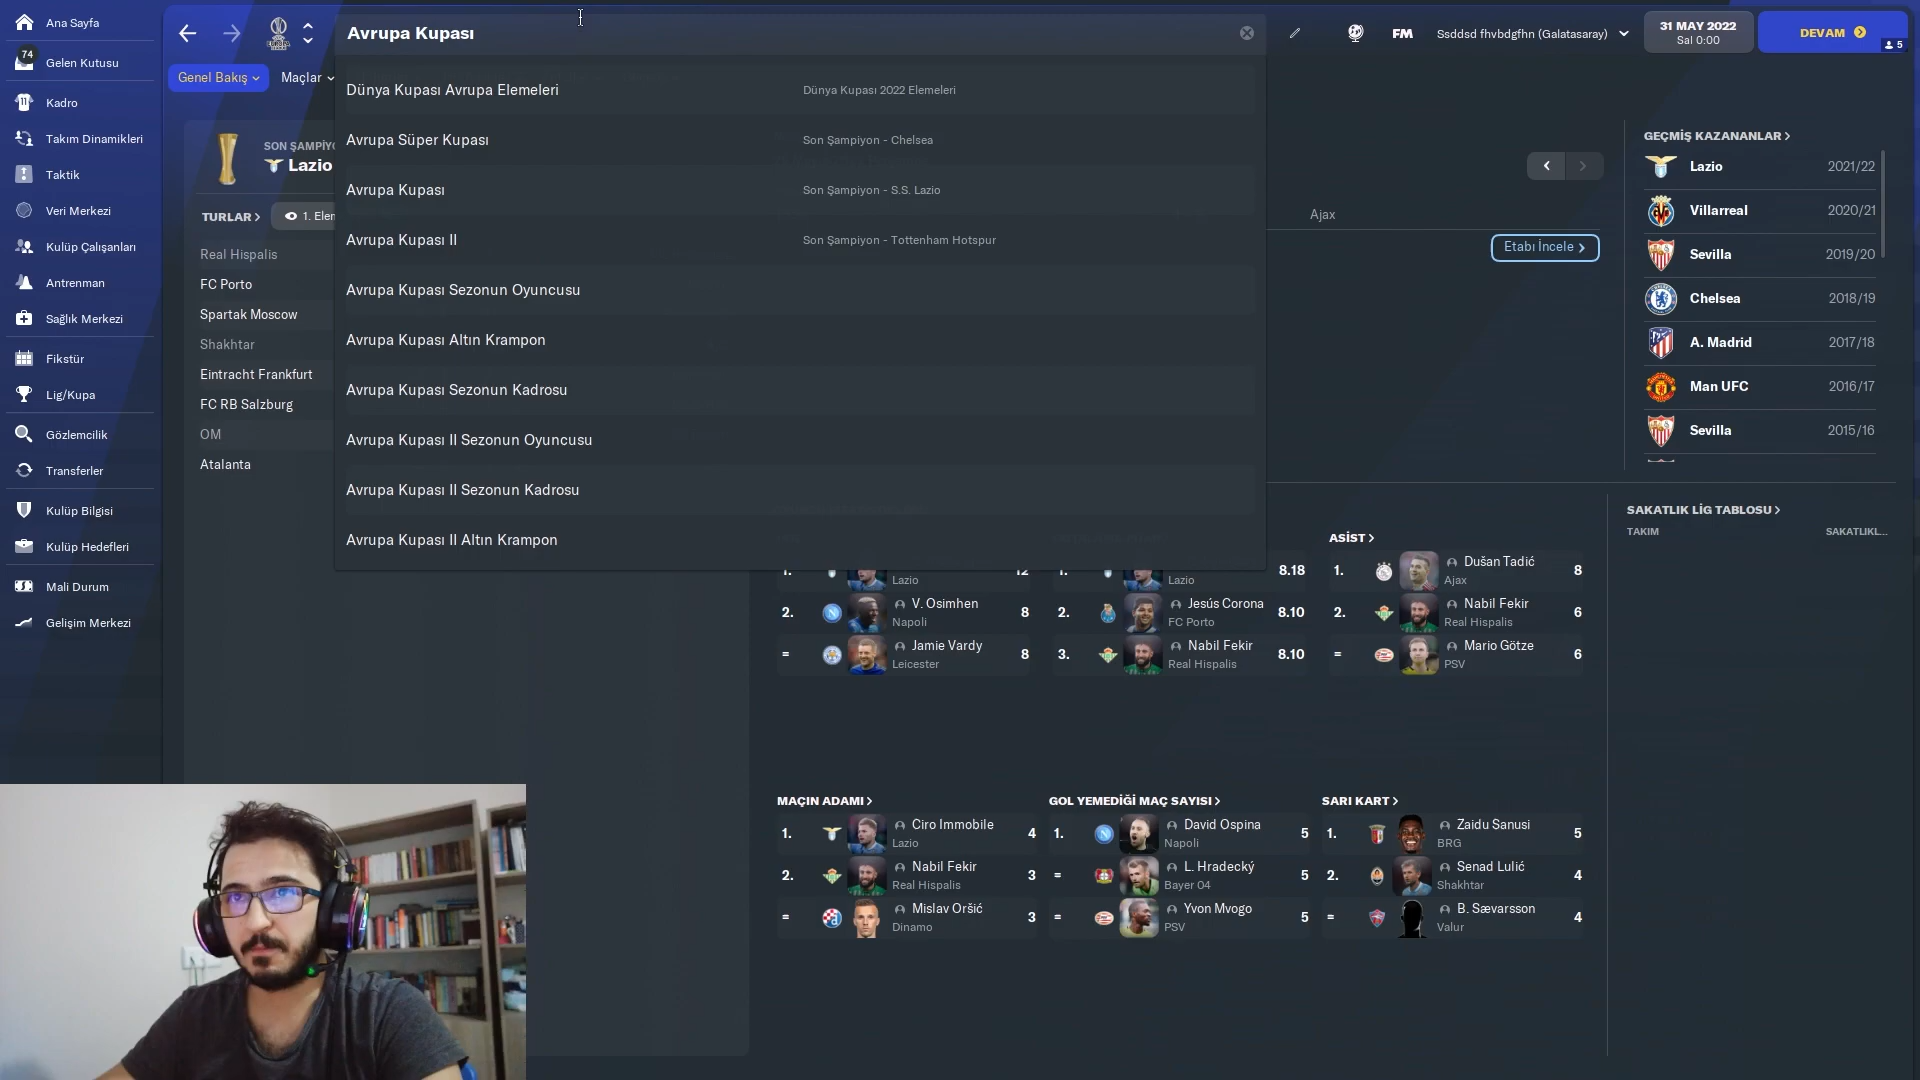 Ana Sayfa
74
Gelen Kutusu
Kadro
Takım Dinamikleri
Taktik
Veri Merkezi
Kulüp Çalışanları
Antrenman
Sağlık Merkezi
Fikstür
Lig/Kupa
Gözlemcilik
Transferler
Kulüp Bilgisi
Kulüp Hedefleri
Mali Durum
Gelişim Merkezi
Avrupa Kupası
FM
Ssddsd fhvbdgfhn (Galatasaray)
31 MAY 2022
Sal 0:00
DEVAM
5
Genel Bakış
Maçlar
SON ŞAMPİYO
Lazio
TURLAR
1. Elem
Real Hispalis
FC Porto
Spartak Moscow
Shakhtar
Eintracht Frankfurt
FC RB Salzburg
OM
Atalanta
Dünya Kupası Avrupa Elemeleri Dünya Kupası 2022 Elemeleri
Avrupa Süper Kupası Son Şampiyon - Chelsea
Avrupa Kupası Son Şampiyon - S.S. Lazio
Avrupa Kupası II Son Şampiyon - Tottenham Hotspur
Avrupa Kupası Sezonun Oyuncusu
Avrupa Kupası Altın Krampon
Avrupa Kupası Sezonun Kadrosu
Avrupa Kupası II Sezonun Oyuncusu
Avrupa Kupası II Sezonun Kadrosu
Avrupa Kupası II Altın Krampon
Ajax
Etabı İncele
GEÇMİŞ KAZANANLAR
Lazio 2021/22
Villarreal 2020/21
Sevilla 2019/20
Chelsea 2018/19
A. Madrid 2017/18
Man UFC 2016/17
Sevilla 2015/16
1. Lazio 12
2. V. Osimhen 8
Napoli
= Jamie Vardy 8
Leicester
1. Lazio 8.18
2. Jesús Corona 8.10
FC Porto
3. Nabil Fekir 8.10
Real Hispalis
ASİST
1. Dušan Tadić 8
Ajax
2. Nabil Fekir 6
Real Hispalis
= Mario Götze 6
PSV
SAKATLIK LİG TABLOSU
TAKIM SAKATLIKL...
MAÇIN ADAMI
1. Ciro Immobile 4
Lazio
2. Nabil Fekir 3
Real Hispalis
= Mislav Oršić 3
Dinamo
GOL YEMEDİĞİ MAÇ SAYISI
1. David Ospina 5
Napoli
= L. Hradecký 5
Bayer 04
= Yvon Mvogo 5
PSV
SARI KART
1. Zaidu Sanusi 5
BRG
2. Senad Lulić 4
Shakhtar
= B. Sævarsson 4
Valur